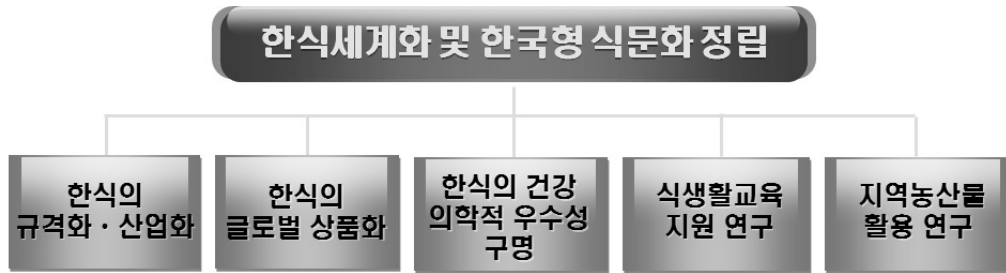 한식세계화 및 한국형 식문화 정립
한식의
규격화 · 산업화
한식의
글로벌 상품화
한식의 건강
의학적 우수성
구명
식생활교육
지원 연구
지역농산물
활용 연구